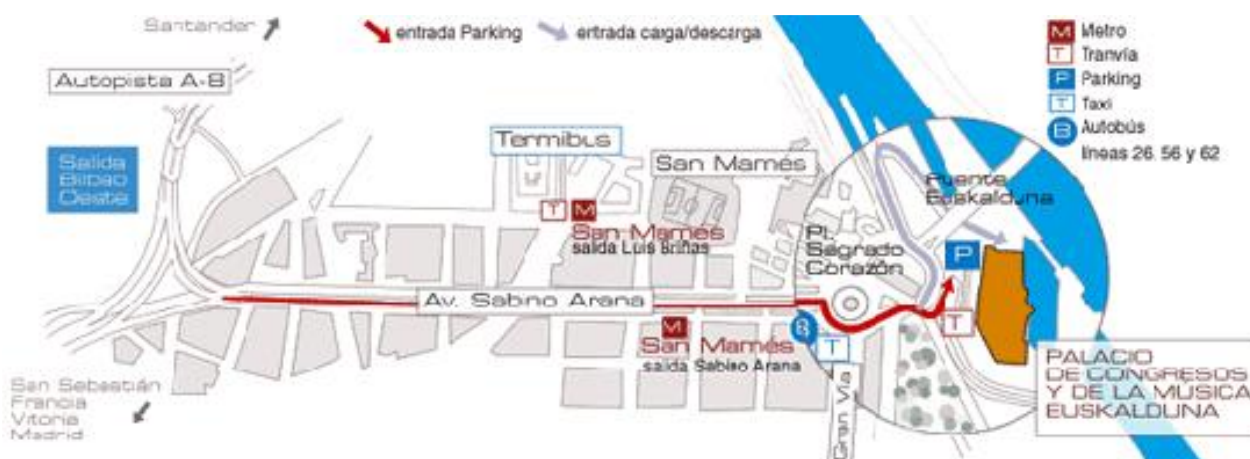 Santander
entrada Parking
ertrada carga/descarga
M Metro
T Tranvía
P Parking
T Taxi
B Autobús
lineas 26. 56 y 62
Autopista A-8
Salida
Bilbao
Oeste
Termibus
San Mamés
T M
San Mamés
salida Luis Briñas
Puente
Euskalduna
Pl.
Sagrado
Corazón
P
Av. Sabino Arana
M
San Mamés
salida Sabino Arana
B
T
T
Gran Vía
San Sebastián
Francia
Vitoria
Madrid
PALACIO
DE CONGRESOS
Y DE LA MÚSICA
EUSKALDUNA